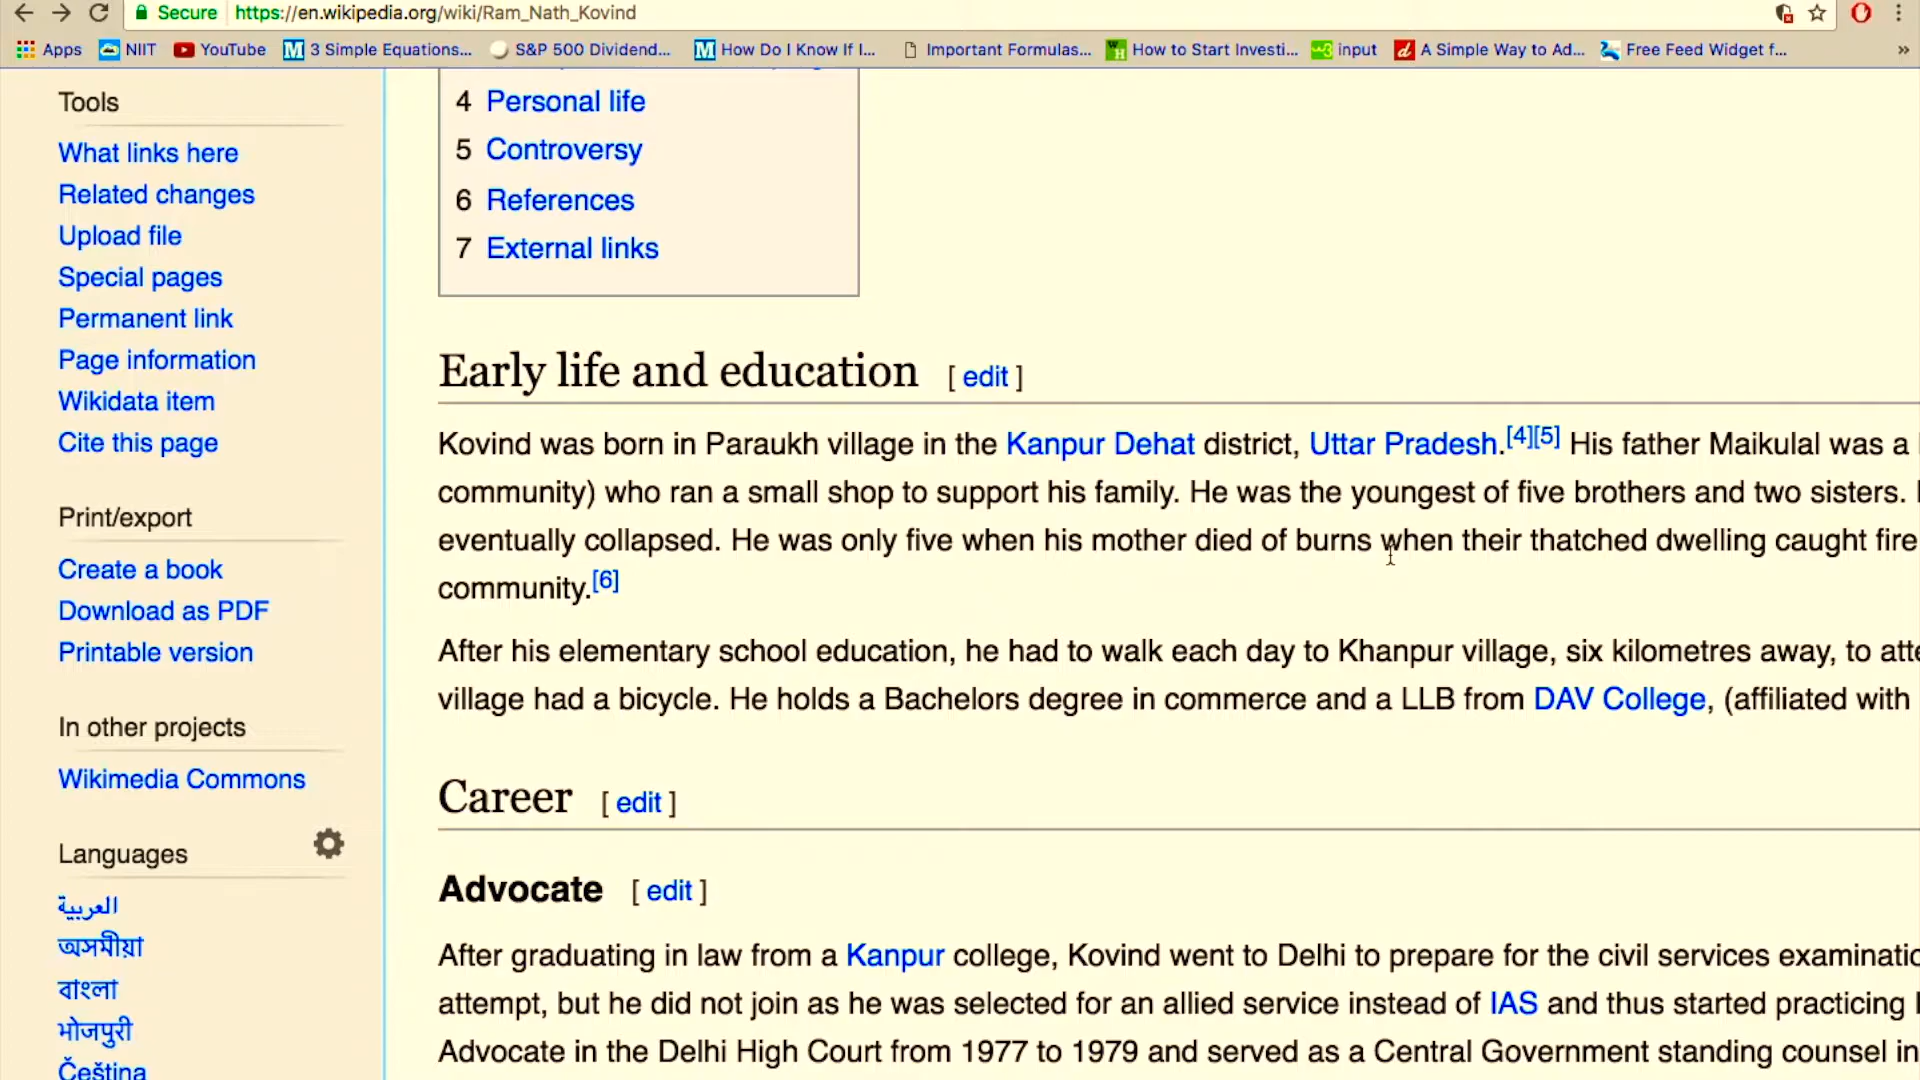 Secure https://en.wikipedia.org/wiki/Ram_Nath_Kovind
Apps NIIT YouTube 3 Simple Equations... S&P 500 Dividend... How Do I Know If I... Important Formulas... How to Start Investi... input A Simple Way to Ad... Free Feed Widget f... »
Tools
What links here
Related changes
Upload file
Special pages
Permanent link
Page information
Wikidata item
Cite this page
Print/export
Create a book
Download as PDF
Printable version
In other projects
Wikimedia Commons
Languages
العربية
অসমীয়া
বাংলা
भोजपुरी
Čeština
4 Personal life
5 Controversy
6 References
7 External links
Early life and education [ edit ]
Kovind was born in Paraukh village in the Kanpur Dehat district, Uttar Pradesh.[4][5] His father Maikulal was a
community) who ran a small shop to support his family. He was the youngest of five brothers and two sisters.
eventually collapsed. He was only five when his mother died of burns when their thatched dwelling caught fire
community.[6]
After his elementary school education, he had to walk each day to Khanpur village, six kilometres away, to
village had a bicycle. He holds a Bachelors degree in commerce and a LLB from DAV College, (affiliated with
Career [ edit ]
Advocate [ edit ]
After graduating in law from a Kanpur college, Kovind went to Delhi to prepare for the civil services
attempt, but he did not join as he was selected for an allied service instead of IAS and thus started practicing
Advocate in the Delhi High Court from 1977 to 1979 and served as a Central Government standing counsel in